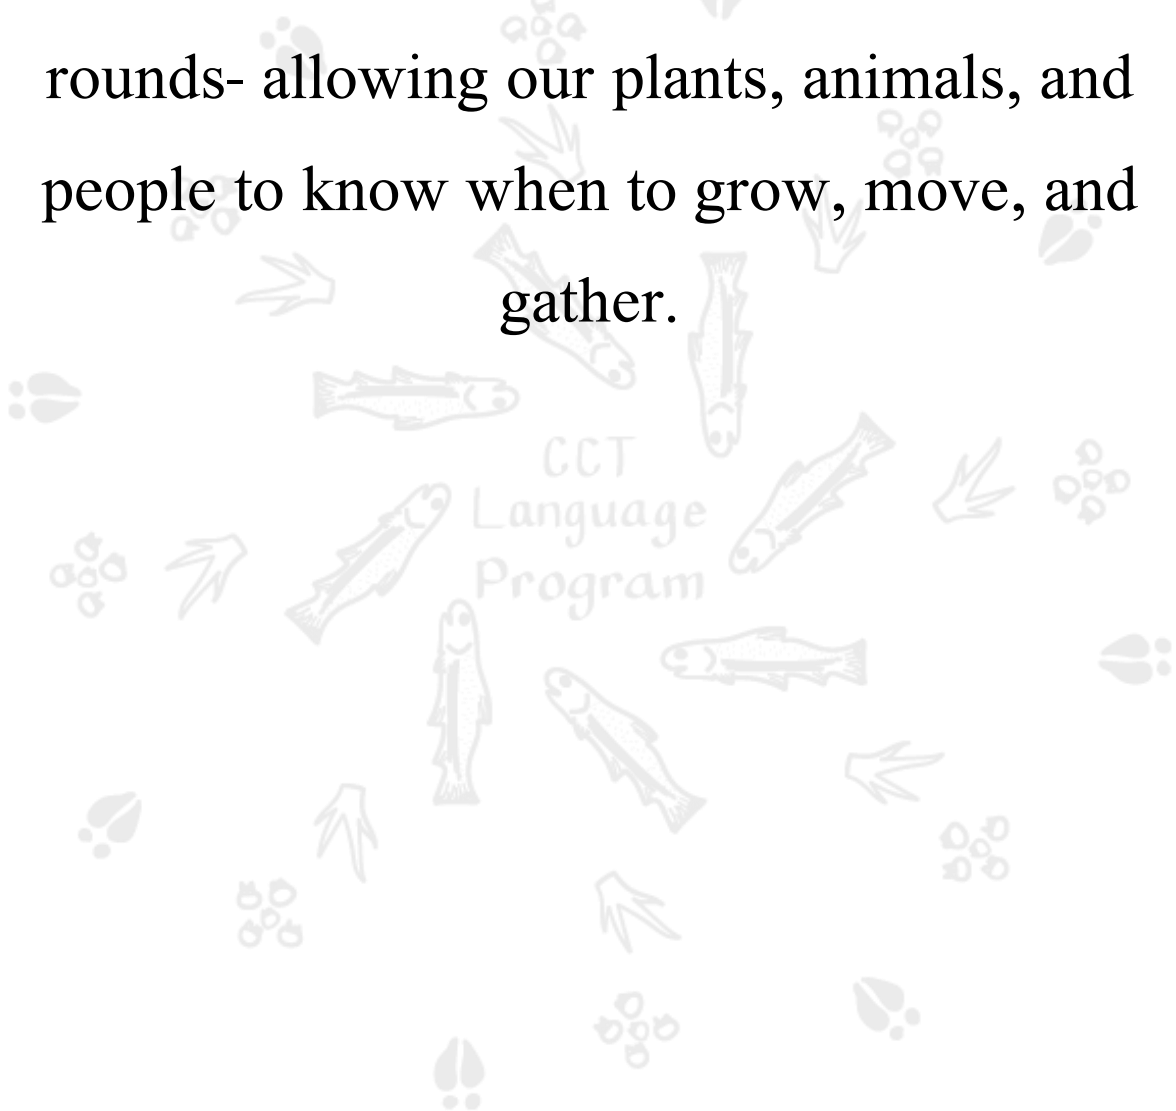 rounds- allowing our plants, animals, and
people to know when to grow, move, and
gather.
CCT
Language
Program